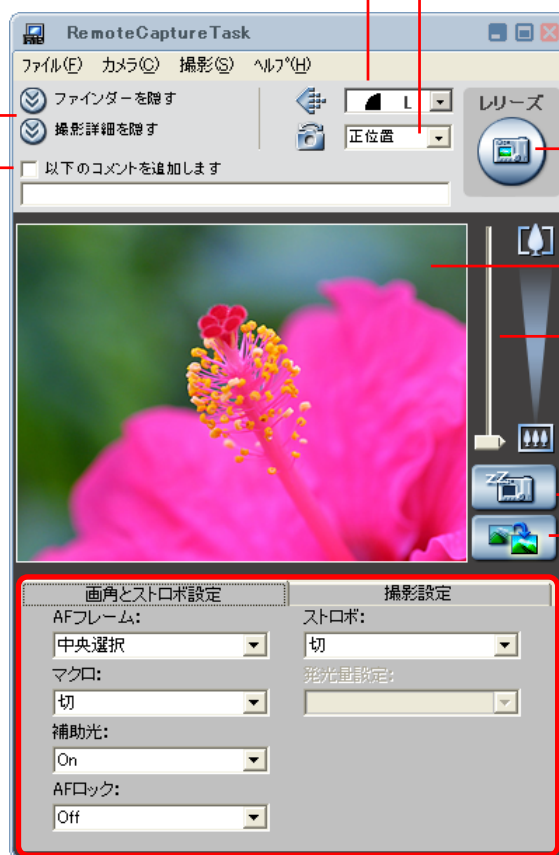 RemoteCaptureTask
ファイル(F) カメラ(C) 撮影(S) ヘルプ(H)
ファインダーを隠す
撮影詳細を隠す
L
正位置
レリーズ
以下のコメントを追加します
画角とストロボ設定
撮影設定
AFフレーム:
中央選択
マクロ:
切
補助光:
On
AFロック:
Off
ストロボ:
切
発光量設定: